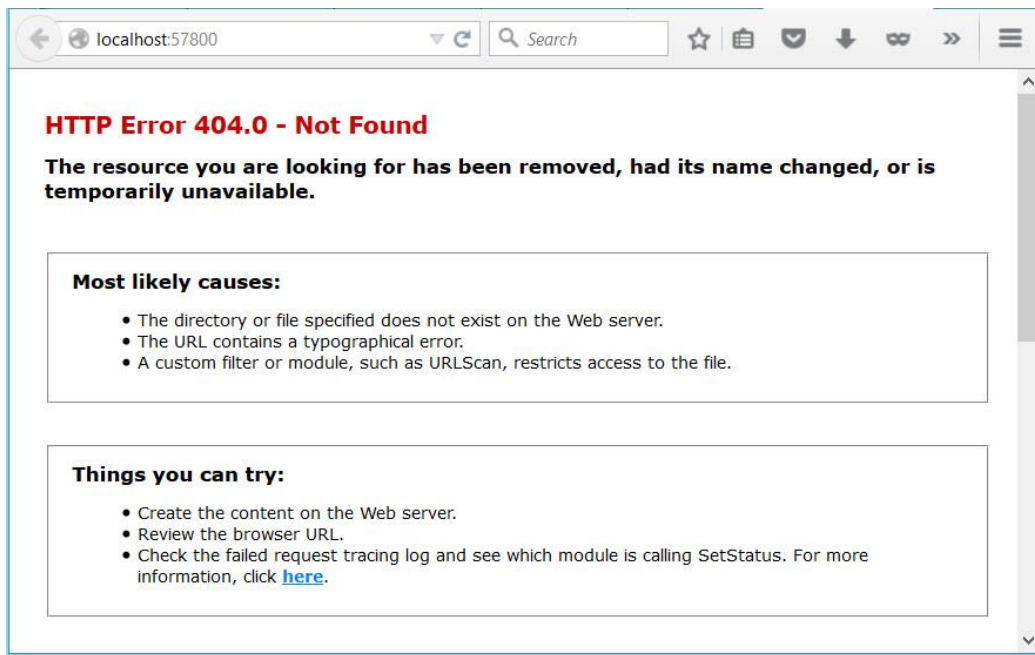 localhost:57800
Search
HTTP Error 404.0 - Not Found
The resource you are looking for has been removed, had its name changed, or is
temporarily unavailable.
Most likely causes:
• The directory or file specified does not exist on the Web server.
• The URL contains a typographical error.
• A custom filter or module, such as URLScan, restricts access to the file.
Things you can try:
• Create the content on the Web server.
• Review the browser URL.
• Check the failed request tracing log and see which module is calling SetStatus. For more
information, click here.